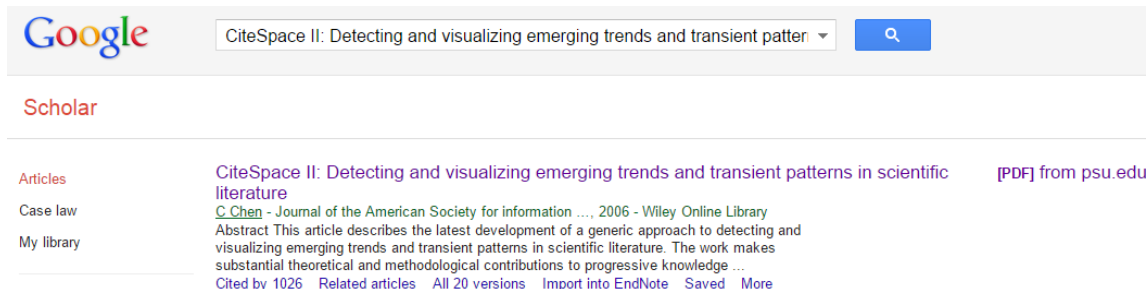 Google
CiteSpace II: Detecting and visualizing emerging trends and transient patter
Scholar
Articles
Case law
My library
CiteSpace II: Detecting and visualizing emerging trends and transient patterns in scientific
literature
[PDF] from psu.edu
C Chen - Journal of the American Society for information ..., 2006 - Wiley Online Library
Abstract This article describes the latest development of a generic approach to detecting and
visualizing emerging trends and transient patterns in scientific literature. The work makes
substantial theoretical and methodological contributions to progressive knowledge ...
Cited by 1026 Related articles All 20 versions Import into EndNote Saved More